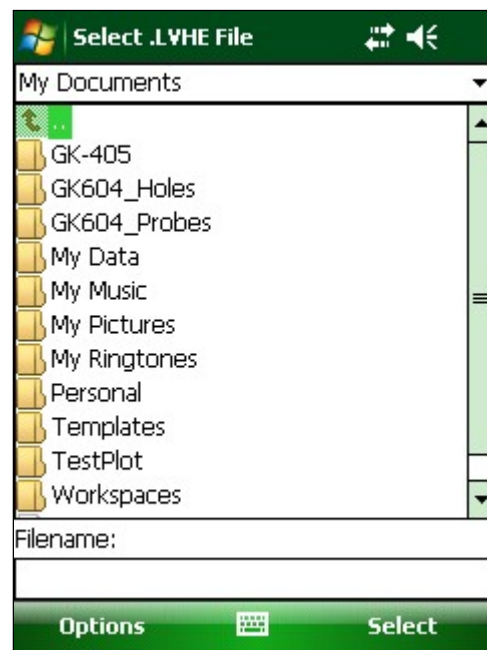 Select .LVHE File
My Documents
..
GK-405
GK604_Holes
GK604_Probes
My Data
My Music
My Pictures
My Ringtones
Personal
Templates
TestPlot
Workspaces
Filename:
Options Select